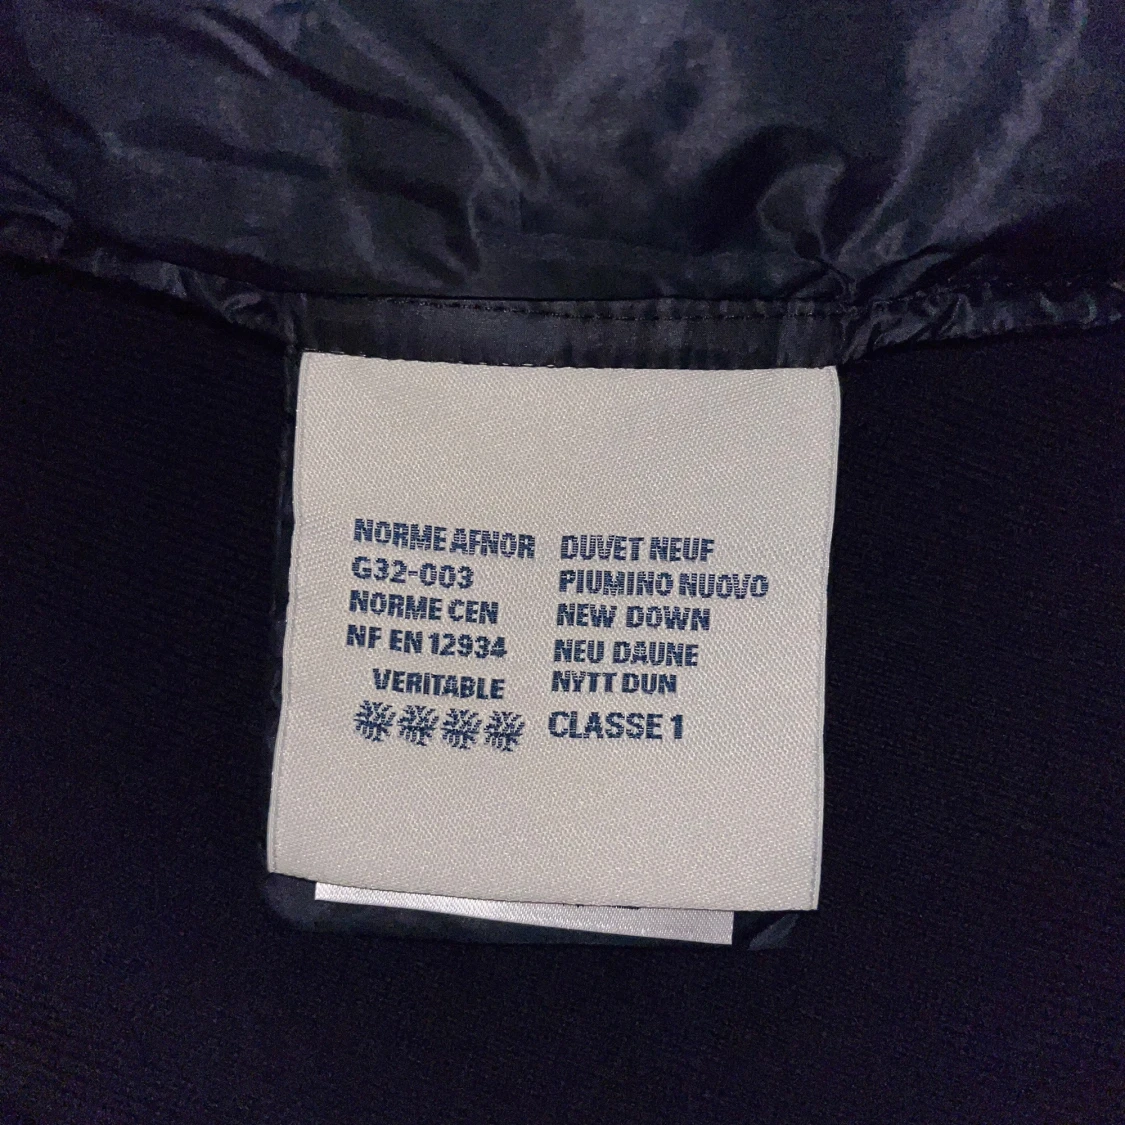 NORME AFNOR
G32-003
NORME CEN
NF EN 12934
VERITABLE
DUVET NEUF
PIUMINO NUOVO
NEW DOWN
NEU DAUNE
NYTT DUN
CLASSE 1